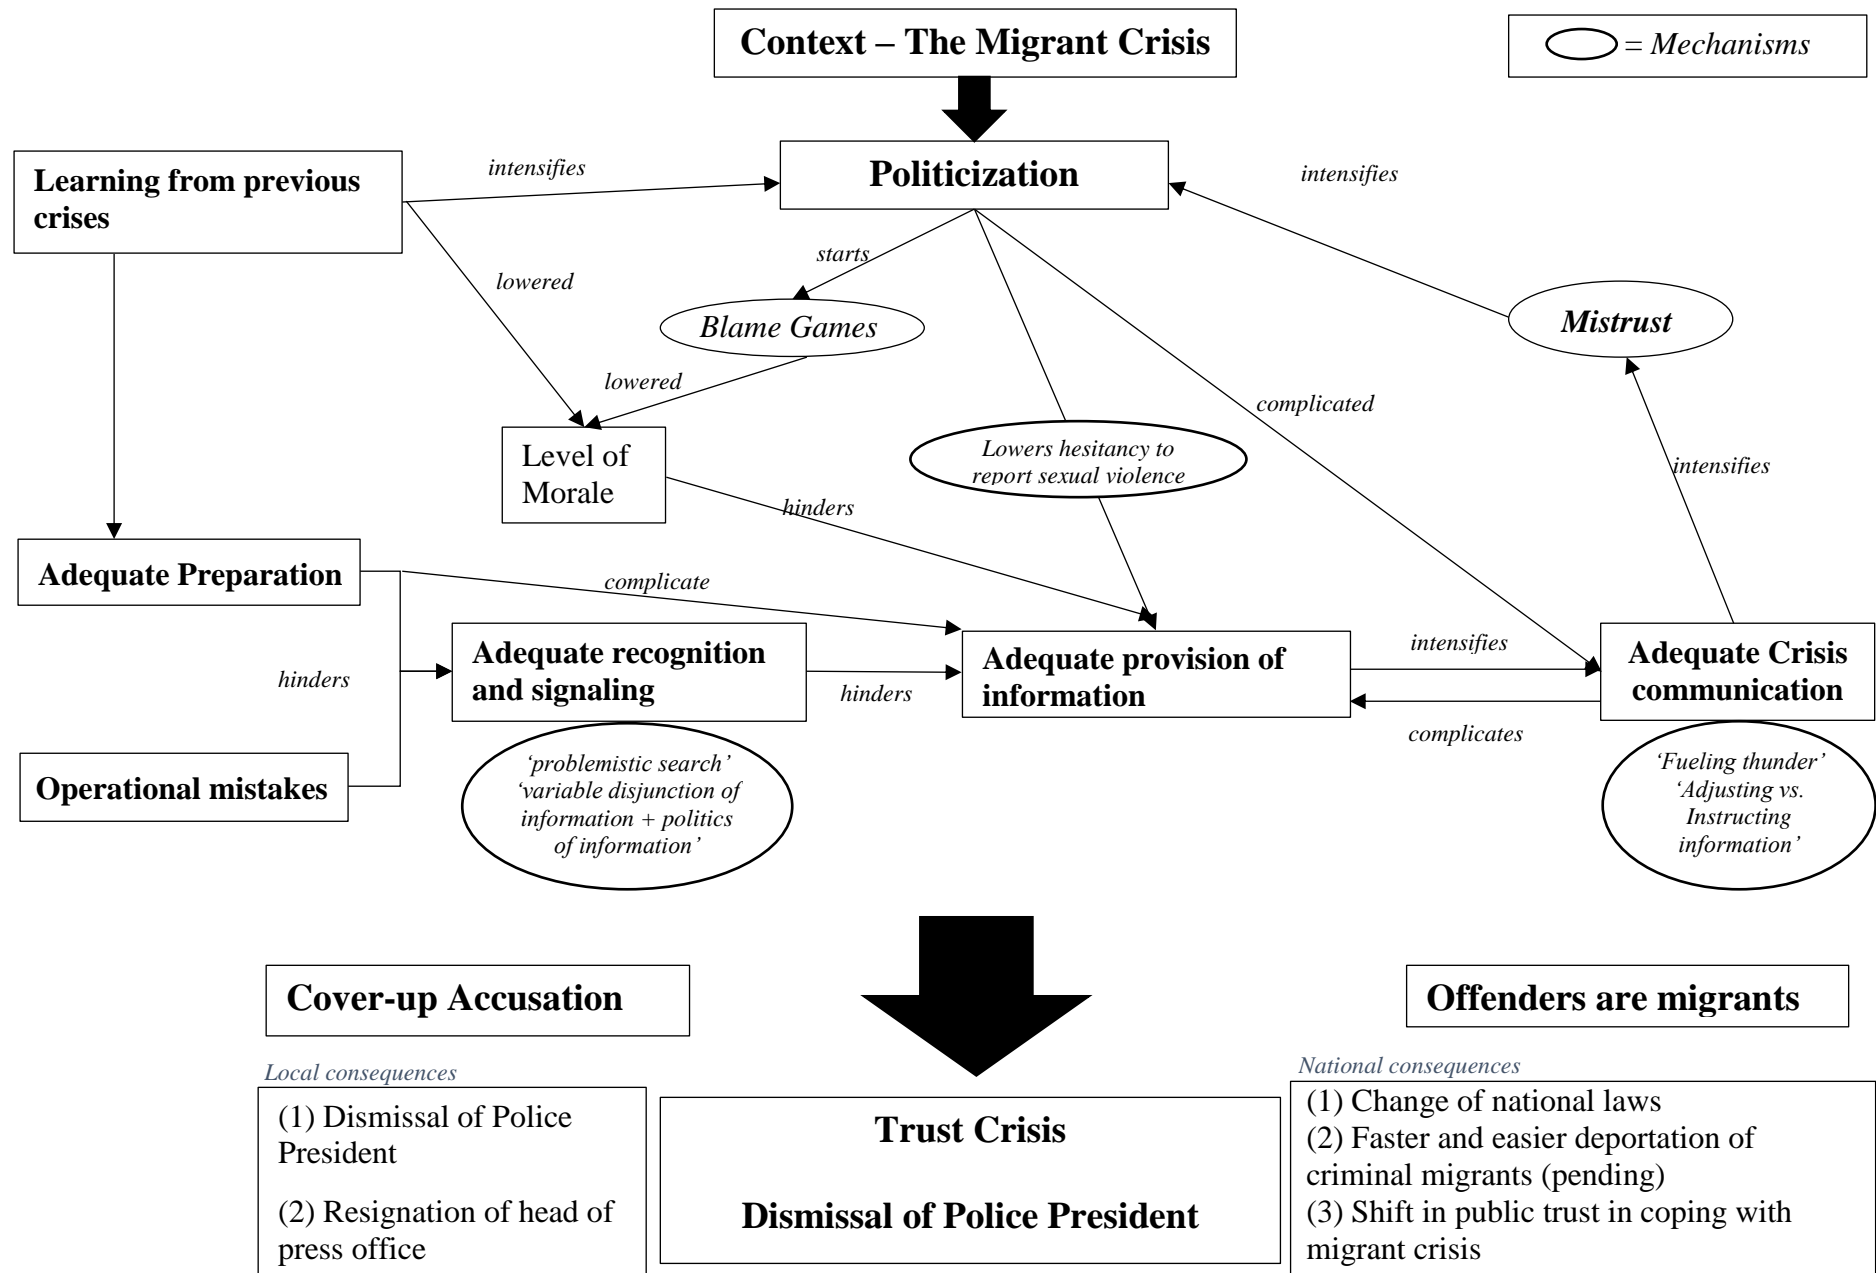 Context – The Migrant Crisis
= Mechanisms
Politicization
Learning from previous
crises
intensifies
intensifies
starts
lowered
Blame Games
Mistrust
lowered
complicated
Level of
Morale
Lowers hesitancy to
report sexual violence
intensifies
hinders
Adequate Preparation
complicate
hinders
Adequate recognition
and signaling
hinders
Adequate provision of
information
intensifies
complicates
Adequate Crisis
communication
Operational mistakes
‘problemistic search’
‘variable disjunction of
information + politics
of information’
‘Fueling thunder’
‘Adjusting vs.
Instructing
information’
Cover-up Accusation
Offenders are migrants
Local consequences
(1) Dismissal of Police
President
(2) Resignation of head of
press office
Trust Crisis
Dismissal of Police President
National consequences
(1) Change of national laws
(2) Faster and easier deportation of
criminal migrants (pending)
(3) Shift in public trust in coping with
migrant crisis